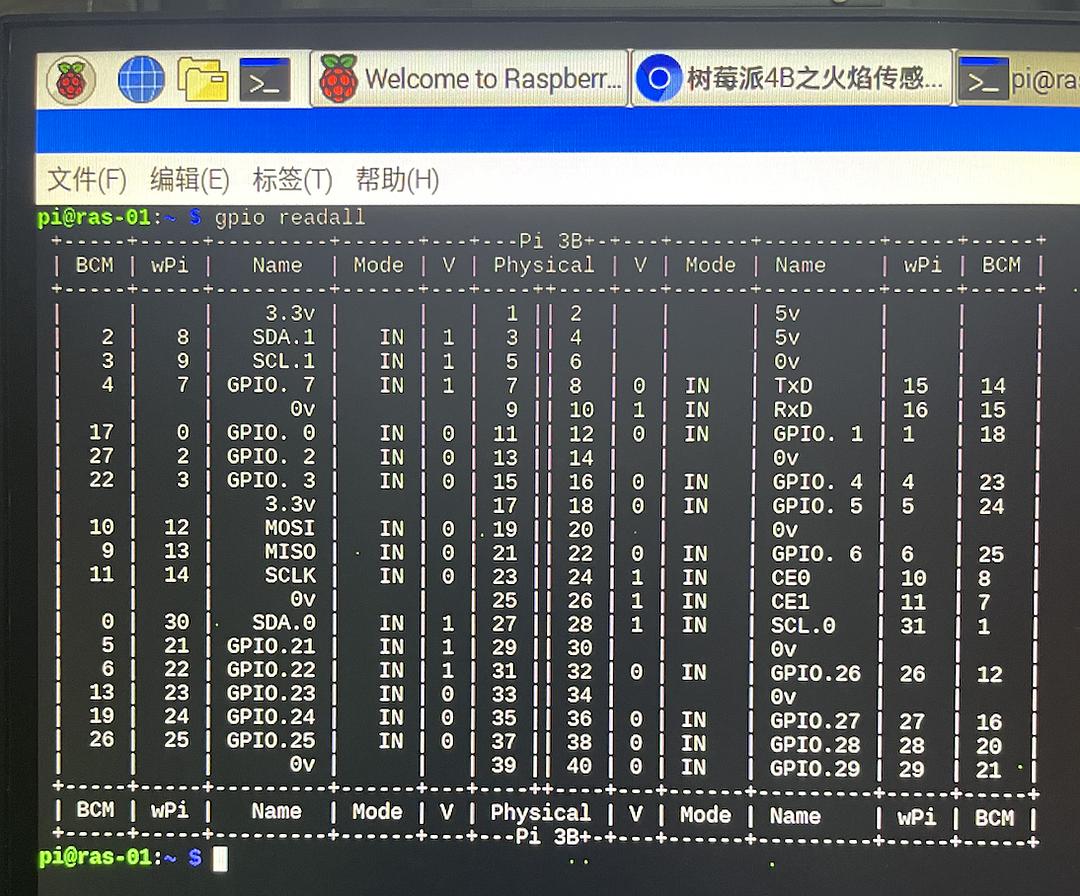 Welcome to Raspberr... 树莓派4B之火焰传感... pi@ra
文件(F) 编辑(E) 标签(T) 帮助(H)
pi@ras-01:~ $ gpio readall
+-----+-----+---------+------+---+---Pi 3B+-+---+------+---------+-----+-----+
| BCM | wPi |   Name  | Mode | V | Physical | V | Mode | Name    | wPi | BCM |
+-----+-----+---------+------+---+----++----+---+------+---------+-----+-----+
|     |     |    3.3v |      |   |  1 || 2  |   |      | 5v      |     |     |
|   2 |   8 |   SDA.1 |   IN | 1 |  3 || 4  |   |      | 5v      |     |     |
|   3 |   9 |   SCL.1 |   IN | 1 |  5 || 6  |   |      | 0v      |     |     |
|   4 |   7 | GPIO. 7 |   IN | 1 |  7 || 8  | 0 | IN   | TxD     | 15  | 14  |
|     |     |      0v |      |   |  9 || 10 | 1 | IN   | RxD     | 16  | 15  |
|  17 |   0 | GPIO. 0 |   IN | 0 | 11 || 12 | 0 | IN   | GPIO. 1 | 1   | 18  |
|  27 |   2 | GPIO. 2 |   IN | 0 | 13 || 14 |   |      | 0v      |     |     |
|  22 |   3 | GPIO. 3 |   IN | 0 | 15 || 16 | 0 | IN   | GPIO. 4 | 4   | 23  |
|     |     |    3.3v |      |   | 17 || 18 | 0 | IN   | GPIO. 5 | 5   | 24  |
|  10 |  12 |    MOSI |   IN | 0 | 19 || 20 |   |      | 0v      |     |     |
|   9 |  13 |    MISO |   IN | 0 | 21 || 22 | 0 | IN   | GPIO. 6 | 6   | 25  |
|  11 |  14 |    SCLK |   IN | 0 | 23 || 24 | 1 | IN   | CE0     | 10  | 8   |
|     |     |      0v |      |   | 25 || 26 | 1 | IN   | CE1     | 11  | 7   |
|   0 |  30 |   SDA.0 |   IN | 1 | 27 || 28 | 1 | IN   | SCL.0   | 31  | 1   |
|   5 |  21 | GPIO.21 |   IN | 1 | 29 || 30 |   |      | 0v      |     |     |
|   6 |  22 | GPIO.22 |   IN | 1 | 31 || 32 | 0 | IN   | GPIO.26 | 26  | 12  |
|  13 |  23 | GPIO.23 |   IN | 0 | 33 || 34 |   |      | 0v      |     |     |
|  19 |  24 | GPIO.24 |   IN | 0 | 35 || 36 | 0 | IN   | GPIO.27 | 27  | 16  |
|  26 |  25 | GPIO.25 |   IN | 0 | 37 || 38 | 0 | IN   | GPIO.28 | 28  | 20  |
|     |     |      0v |      |   | 39 || 40 | 0 | IN   | GPIO.29 | 29  | 21  |
+-----+-----+---------+------+---+----++----+---+------+---------+-----+-----+
| BCM | wPi |   Name  | Mode | V | Physical | V | Mode | Name    | wPi | BCM |
+-----+-----+---------+------+---+---Pi 3B+-+---+------+---------+-----+-----+
pi@ras-01:~ $